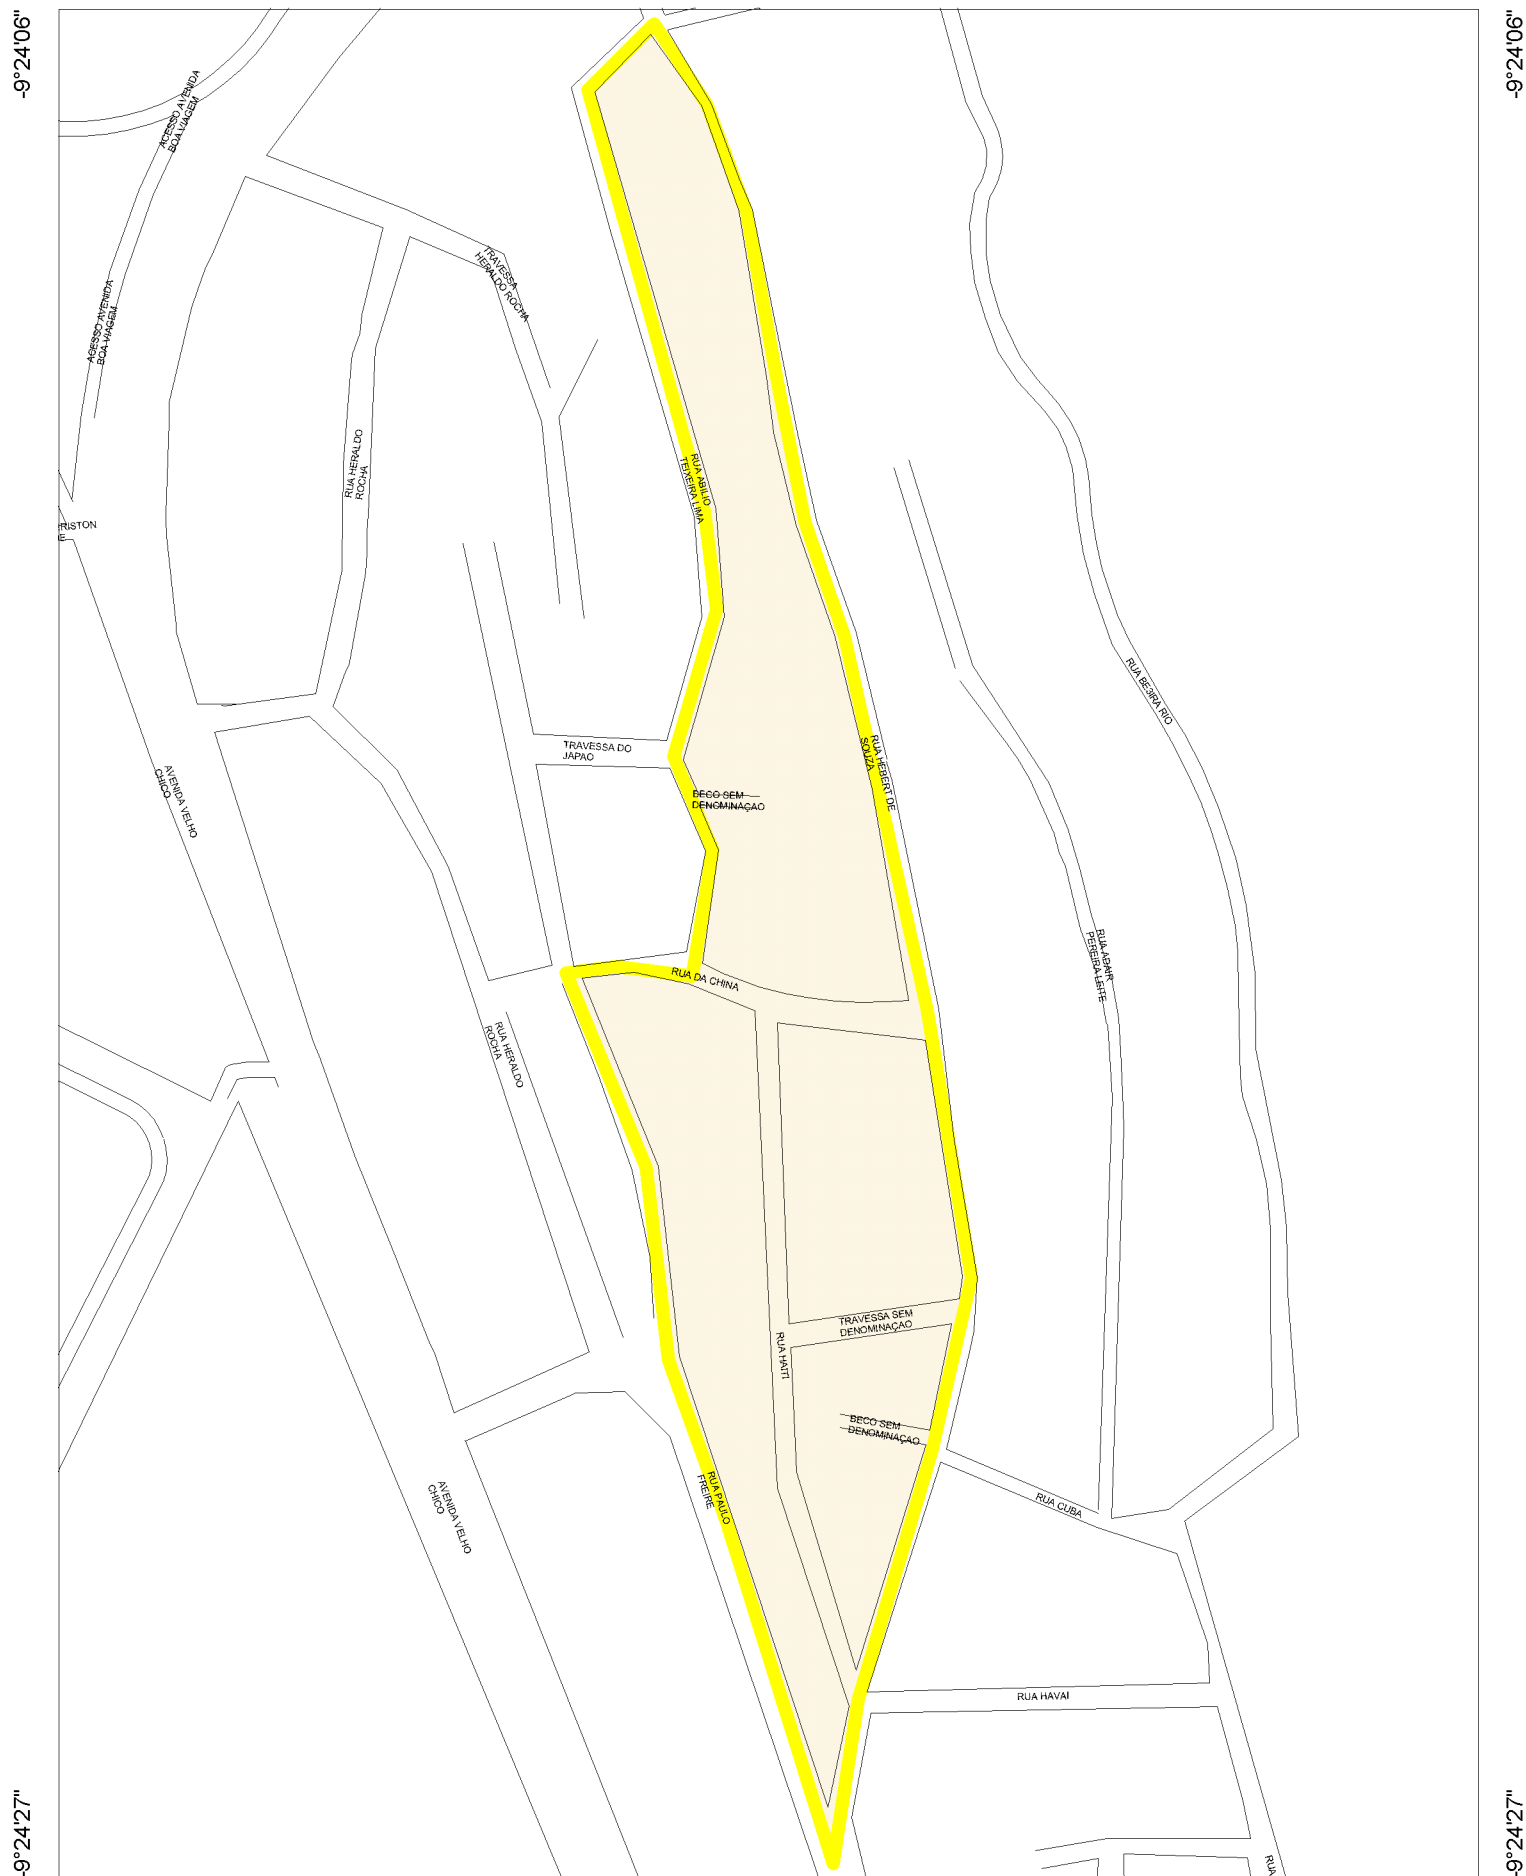 -9°24'06"
-9°24'06"
ACESSO AVENIDA
BOA VIAGEM
TRAVESSA
HERALDO ROCHA
ACESSO AVENIDA
BOA VIAGEM
RUA HERALDO
ROCHA
RUA ABILIO
TEIXEIRA LIMA
RISTON
E
RUA BE3IRA RIO
TRAVESSA DO
JAPAO
RUA HEBERT DE
SOUZA
AVENIDA VELHO
CHICO
BECO SEM
DENOMINAÇAO
RUA ADAIR
PEREIRA LEITE
RUA DA CHINA
RUA HERALDO
ROCHA
TRAVESSA SEM
DENOMINAÇAO
RUA HAITI
BECO SEM
DENOMINAÇAO
RUA PAULO
FREIRE
AVENIDA VELHO
CHICO
RUA CUBA
RUA HAVAI
-9°24'27"
-9°24'27"
RUA